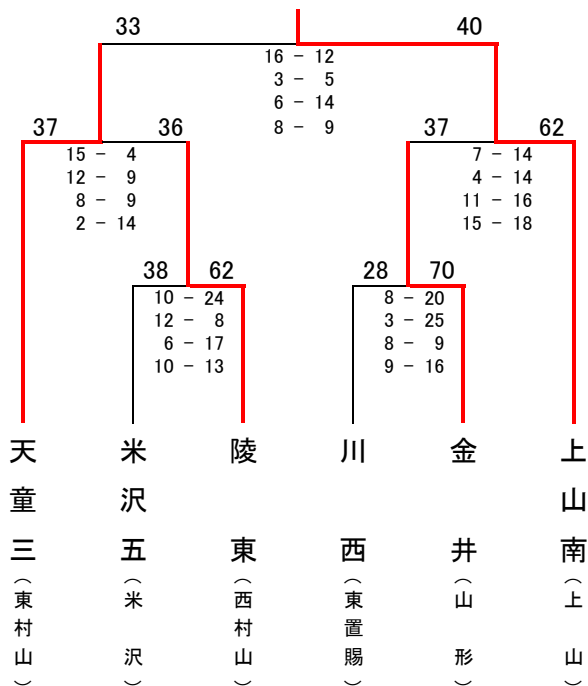 33 40
16 - 12
3 - 5
6 - 14
8 - 9
37 36
15 - 4
12 - 9
8 - 9
2 - 14
37 62
7 - 14
4 - 14
11 - 16
15 - 18
38 62
10 - 24
12 - 8
6 - 17
10 - 13
28 70
8 - 20
3 - 25
8 - 9
9 - 16
天童三（東村山）
米沢五（米沢）
陵東（西村山）
川西（東置賜）
金井（山形）
上山南（上山）